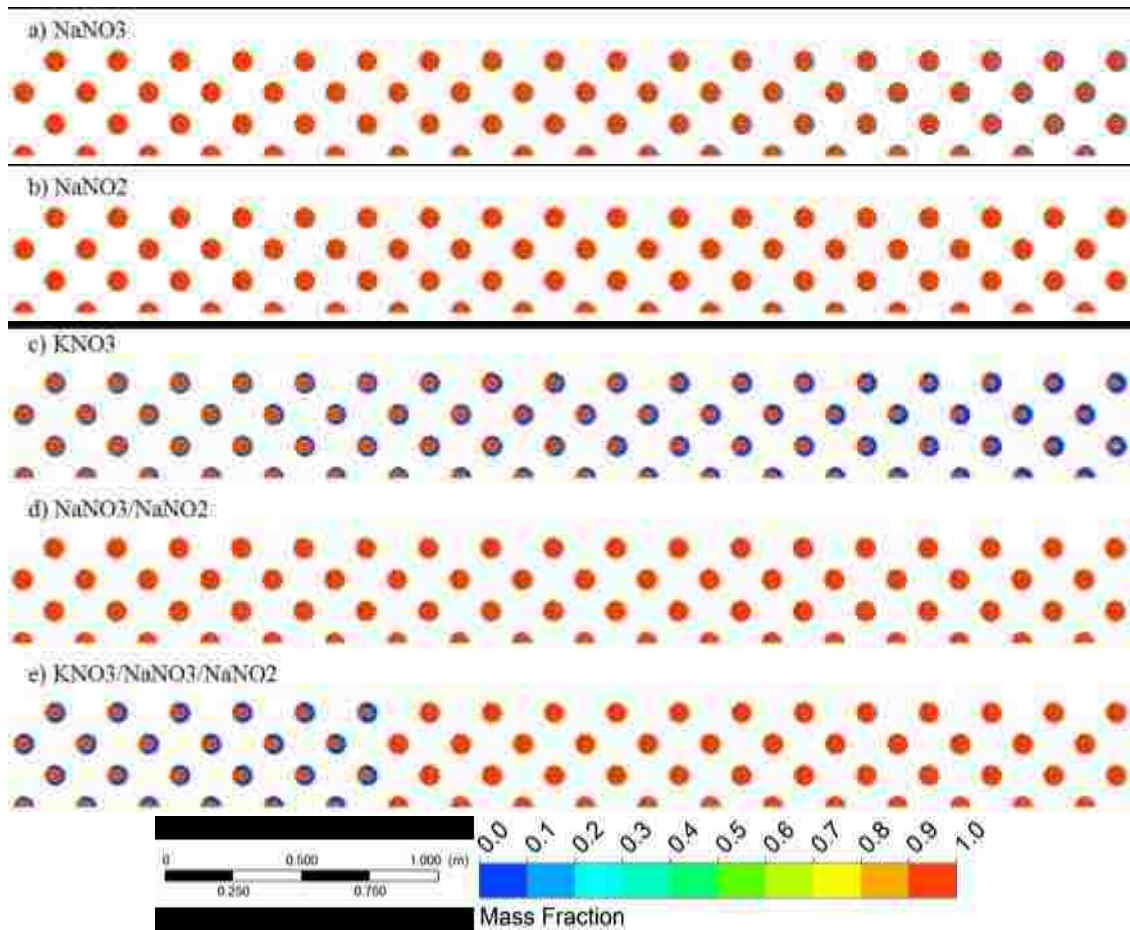 a) NaNO3
b) NaNO2
c) KNO3
d) NaNO3/NaNO2
e) KNO3/NaNO3/NaNO2
0 0.500 1.000 (m)
0.250 0.750
0.0 0.1 0.2 0.3 0.4 0.5 0.6 0.7 0.8 0.9 1.0
Mass Fraction